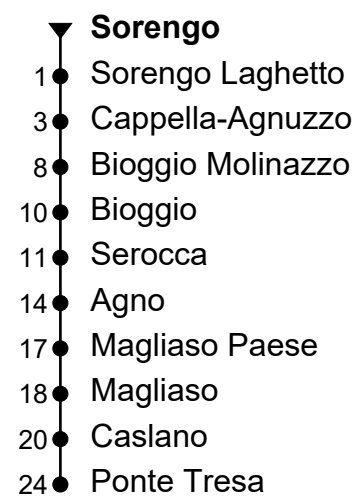 Sorengo
1 Sorengo Laghetto
3 Cappella-Agnuzzo
8 Bioggio Molinazzo
10 Bioggio
11 Serocca
14 Agno
17 Magliaso Paese
18 Magliaso
20 Caslano
24 Ponte Tresa